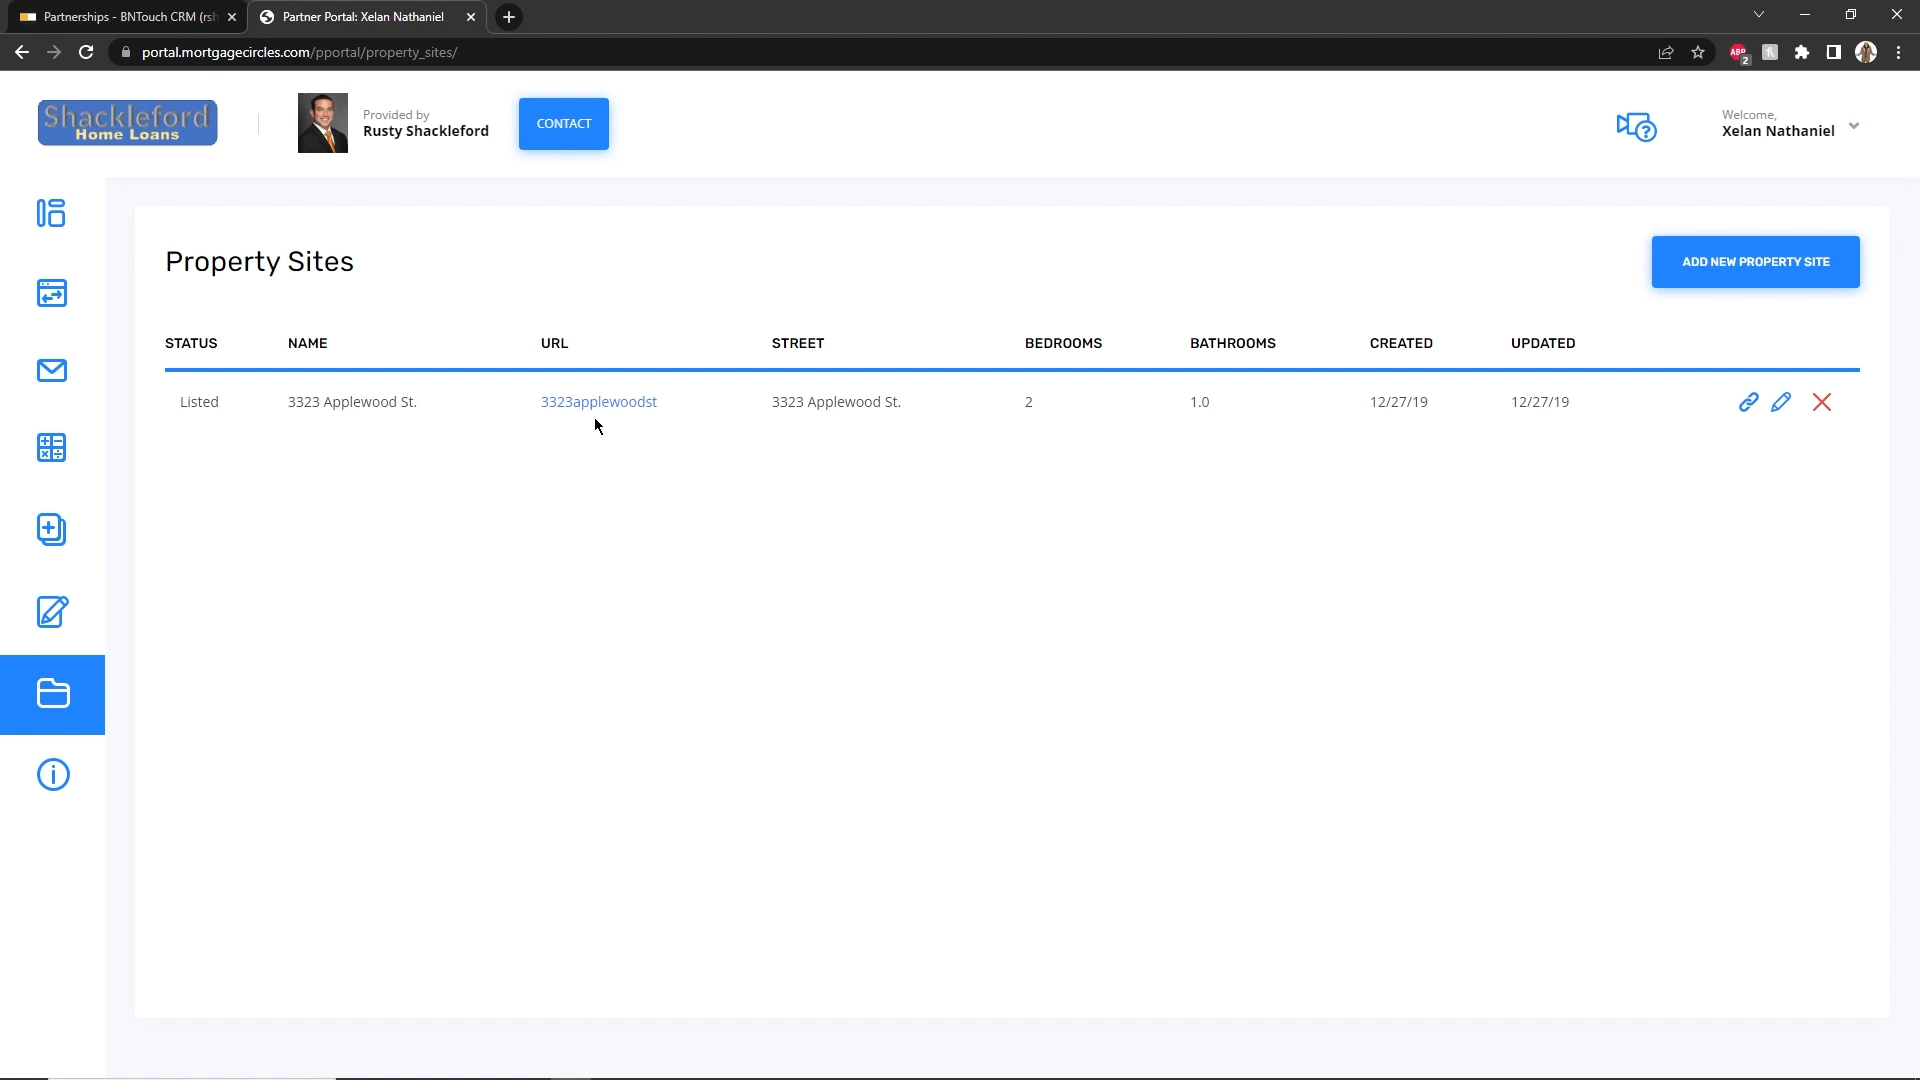 Partnerships - BNTouch CRM (rsh
Partner Portal: Xelan Nathaniel
portal.mortgagecircles.com/pportal/property_sites/
ABP
2
Shackleford
Home Loans
Provided by
Rusty Shackleford
CONTACT
Welcome,
Xelan Nathaniel
Property Sites
ADD NEW PROPERTY SITE
STATUS NAME URL STREET BEDROOMS BATHROOMS CREATED UPDATED
Listed 3323 Applewood St. 3323applewoodst 3323 Applewood St. 2 1.0 12/27/19 12/27/19